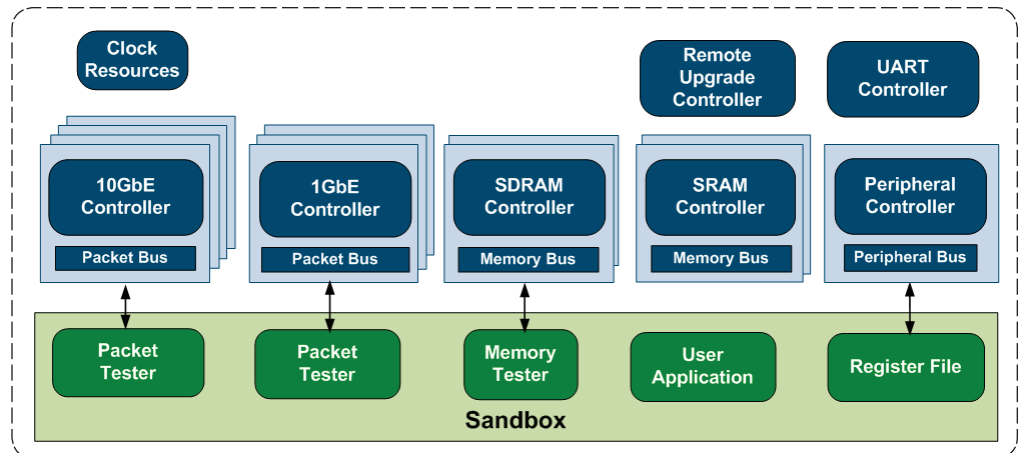 Clock
Resources
Remote
Upgrade
Controller
UART
Controller
10GbE
Controller
Packet Bus
1GbE
Controller
Packet Bus
SDRAM
Controller
Memory Bus
SRAM
Controller
Memory Bus
Peripheral
Controller
Peripheral Bus
Packet
Tester
Packet
Tester
Memory
Tester
User
Application
Register File
Sandbox